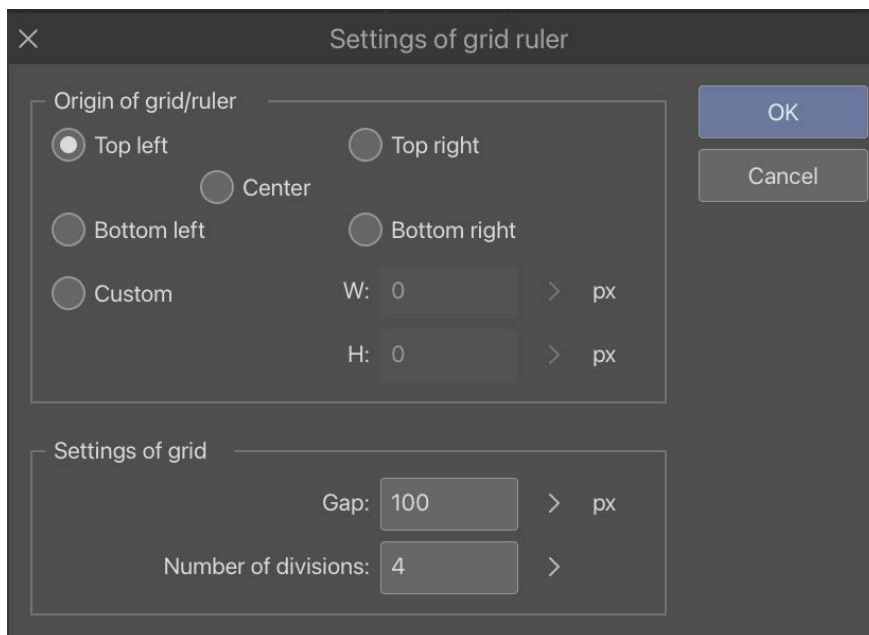 Settings of grid ruler
Origin of grid/ruler
OK
Top left
Top right
Cancel
Center
Bottom left
Bottom right
Custom
W: 0 > px
H: 0 > px
Settings of grid
Gap: 100 > px
Number of divisions: 4 >